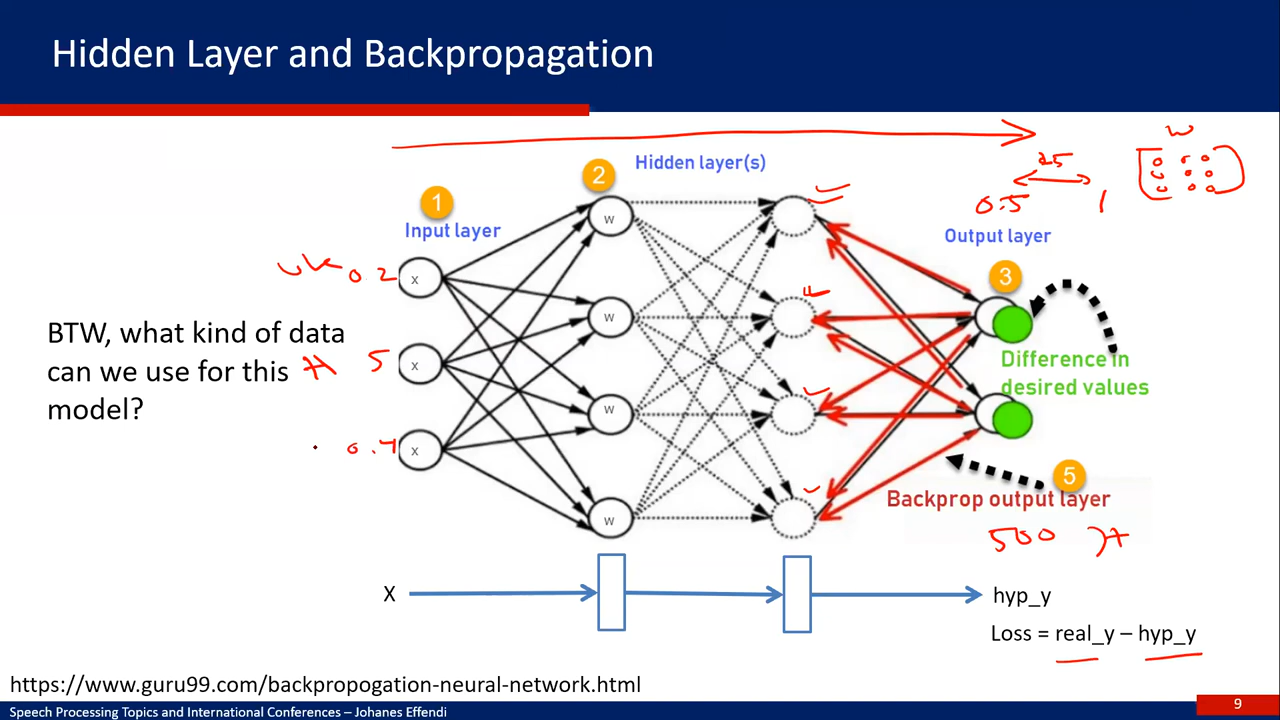 Hidden Layer and Backpropagation
W
2
Hidden layer(s)
1
0.5
1
Input layer
Output layer
3
0.2
x
w
BTW, what kind of data
can we use for this
model?
5
x
w
Difference in
desired values
x
w
w
5
Backprop output layer
500
X
hyp_y
Loss = real_y – hyp_y
https://www.guru99.com/backpropogation-neural-network.html
Speech Processing Topics and International Conferences – Johanes Effendi
9